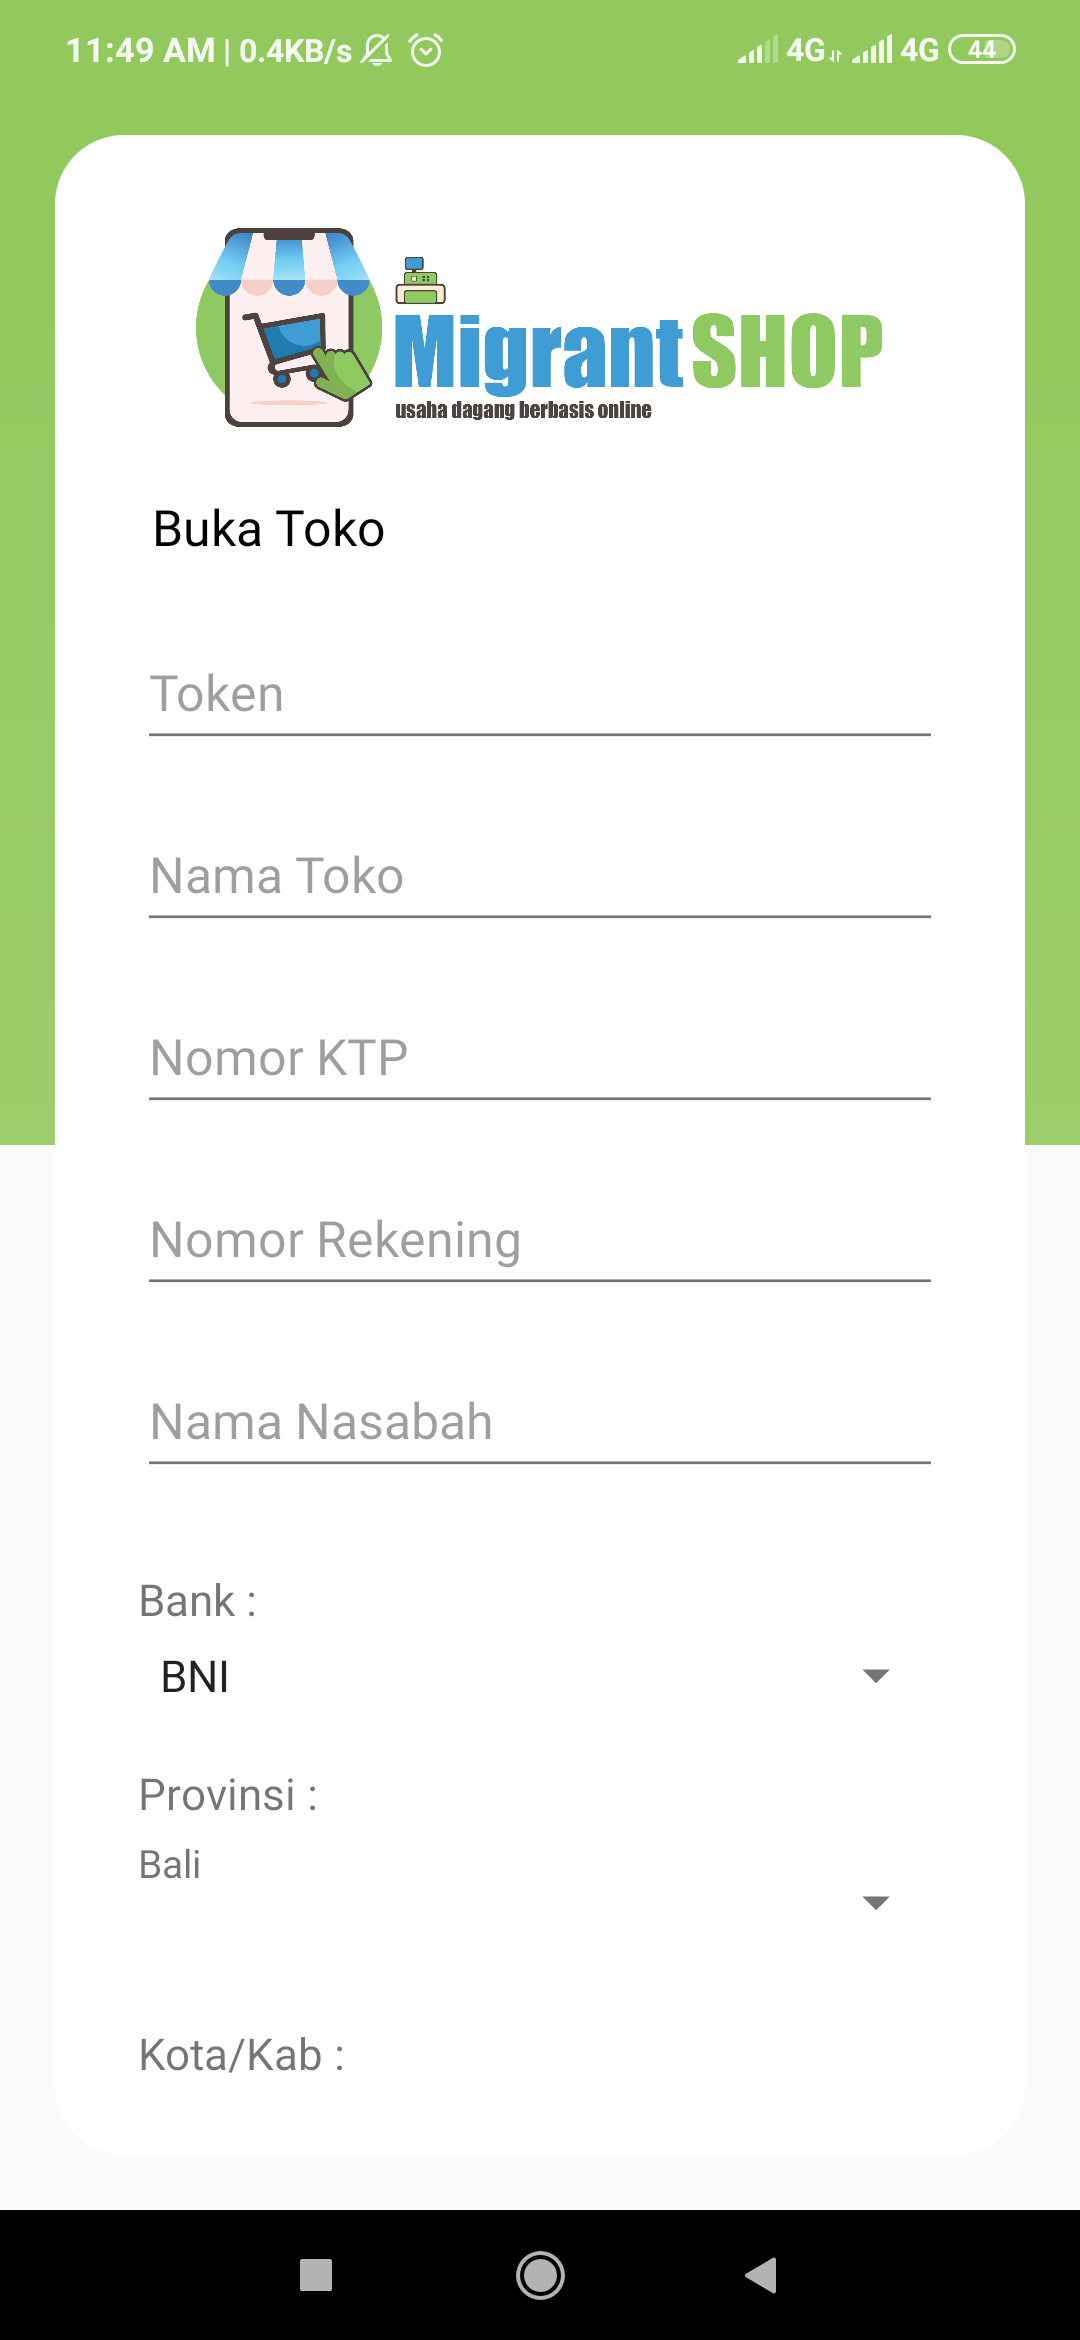 11:49 AM | 0.4KB/s 4G 4G 44
MigrantSHOP
usaha dagang berbasis online
Buka Toko
Token
Nama Toko
Nomor KTP
Nomor Rekening
Nama Nasabah
Bank :
BNI
Provinsi :
Bali
Kota/Kab :